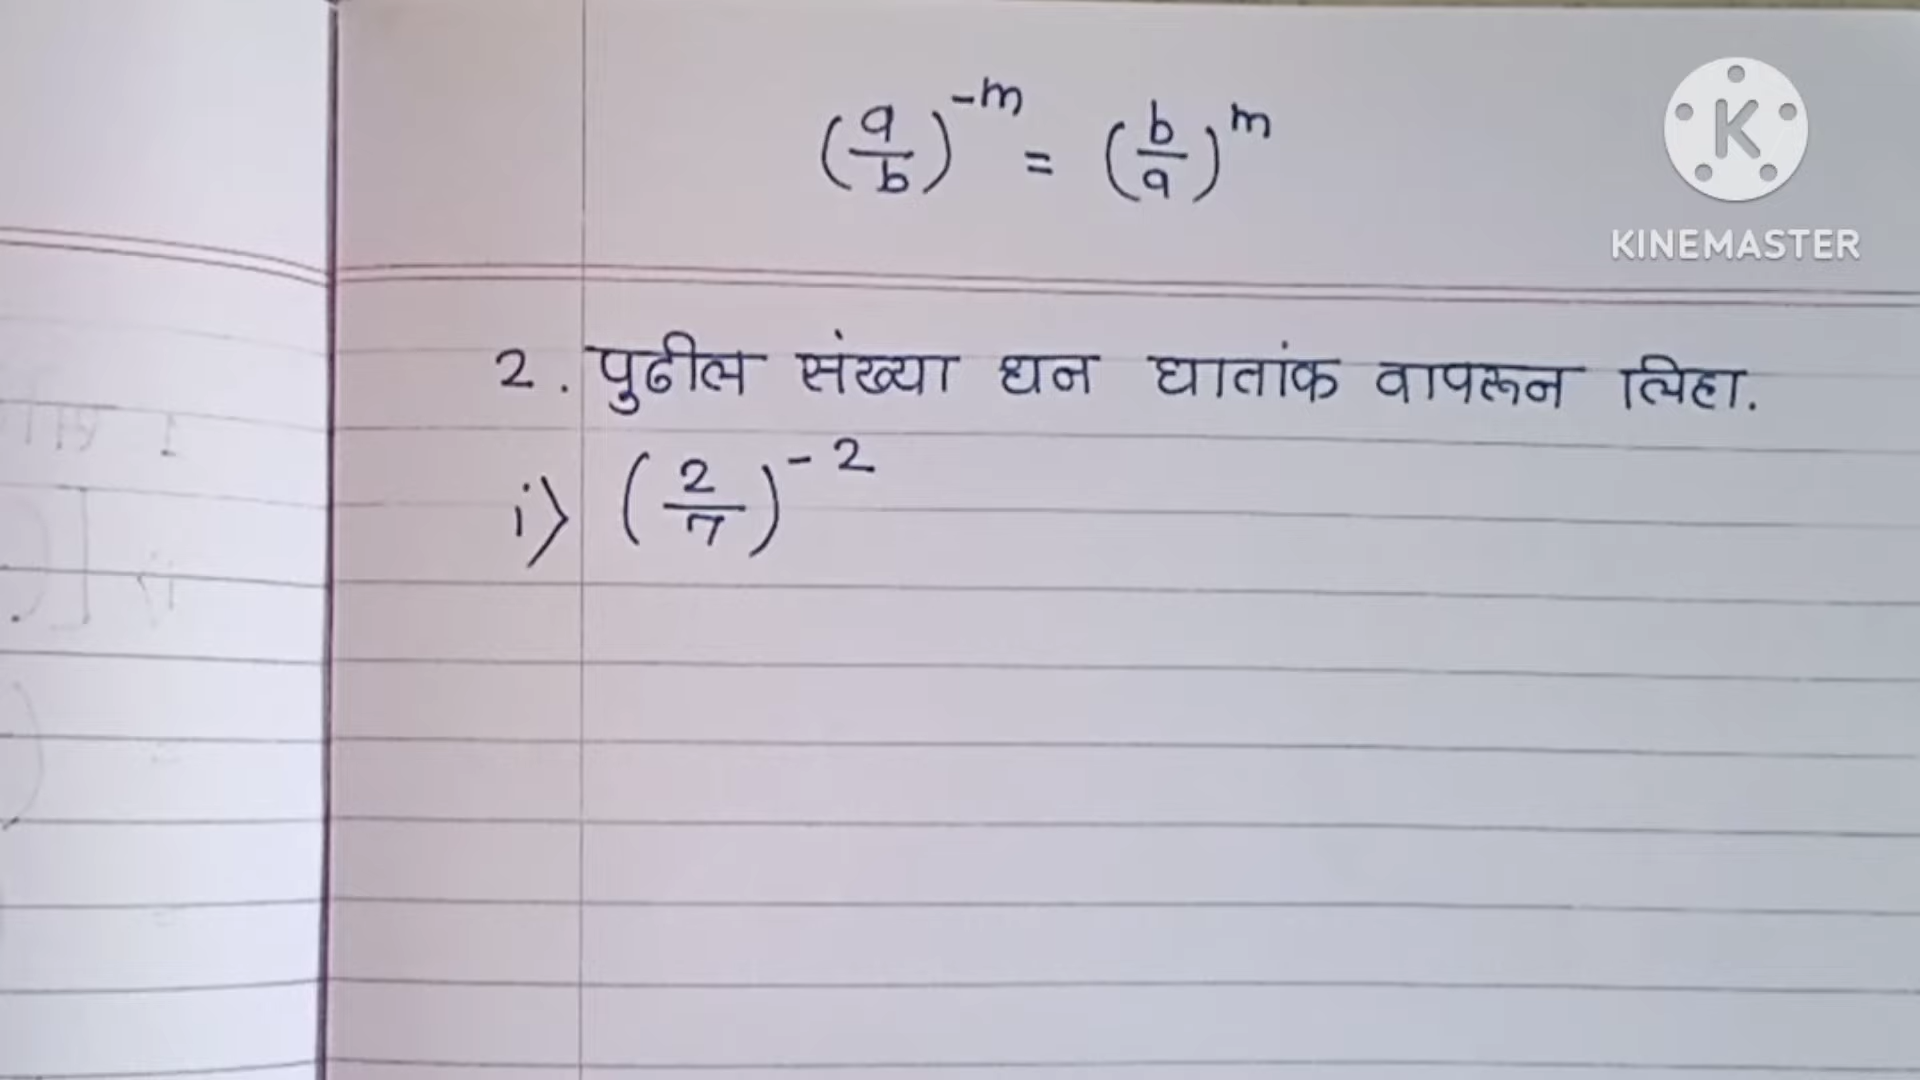 (a/b)^-m = (b/a)^m
KINEMASTER
2. पुढील संख्या धन घातांक वापरून लिहा.
i) (2/7)^-2